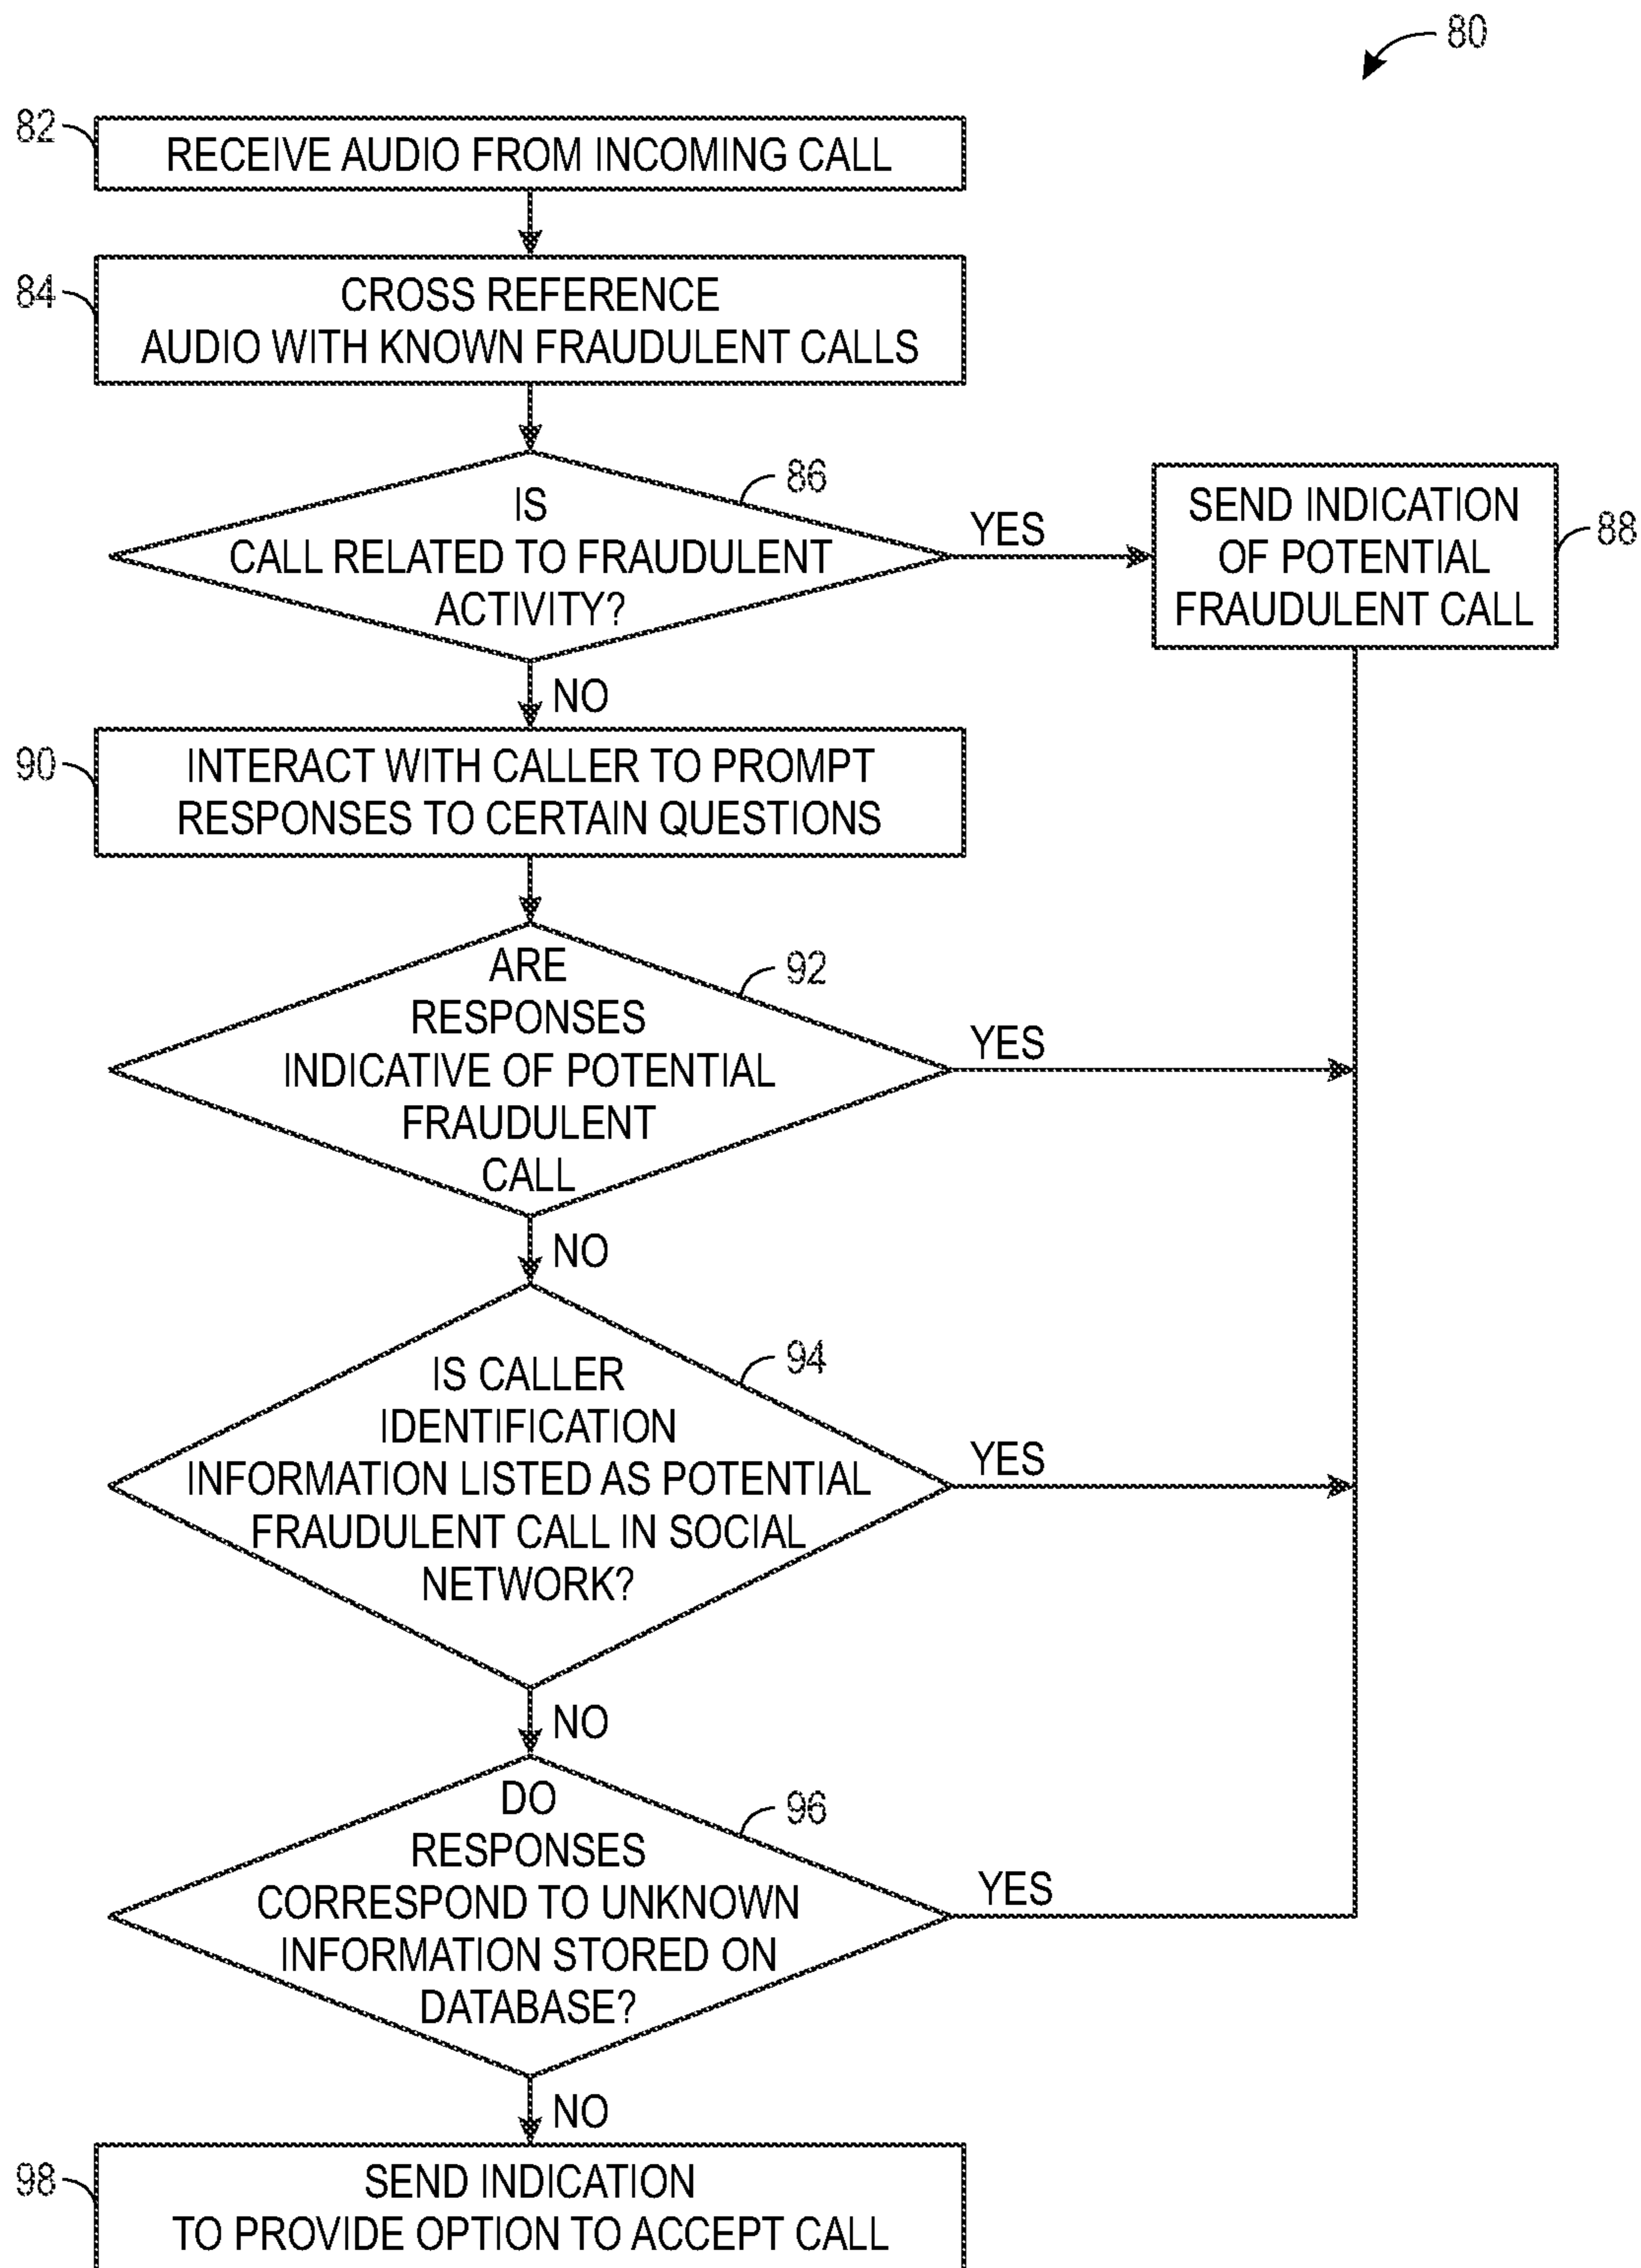 80
82
RECEIVE AUDIO FROM INCOMING CALL
84
CROSS REFERENCE
AUDIO WITH KNOWN FRAUDULENT CALLS
86
IS
CALL RELATED TO FRAUDULENT
ACTIVITY?
YES
SEND INDICATION
OF POTENTIAL
FRAUDULENT CALL
88
NO
90
INTERACT WITH CALLER TO PROMPT
RESPONSES TO CERTAIN QUESTIONS
92
ARE
RESPONSES
INDICATIVE OF POTENTIAL
FRAUDULENT
CALL
YES
NO
94
IS CALLER
IDENTIFICATION
INFORMATION LISTED AS POTENTIAL
FRAUDULENT CALL IN SOCIAL
NETWORK?
YES
NO
96
DO
RESPONSES
CORRESPOND TO UNKNOWN
INFORMATION STORED ON
DATABASE?
YES
NO
98
SEND INDICATION
TO PROVIDE OPTION TO ACCEPT CALL